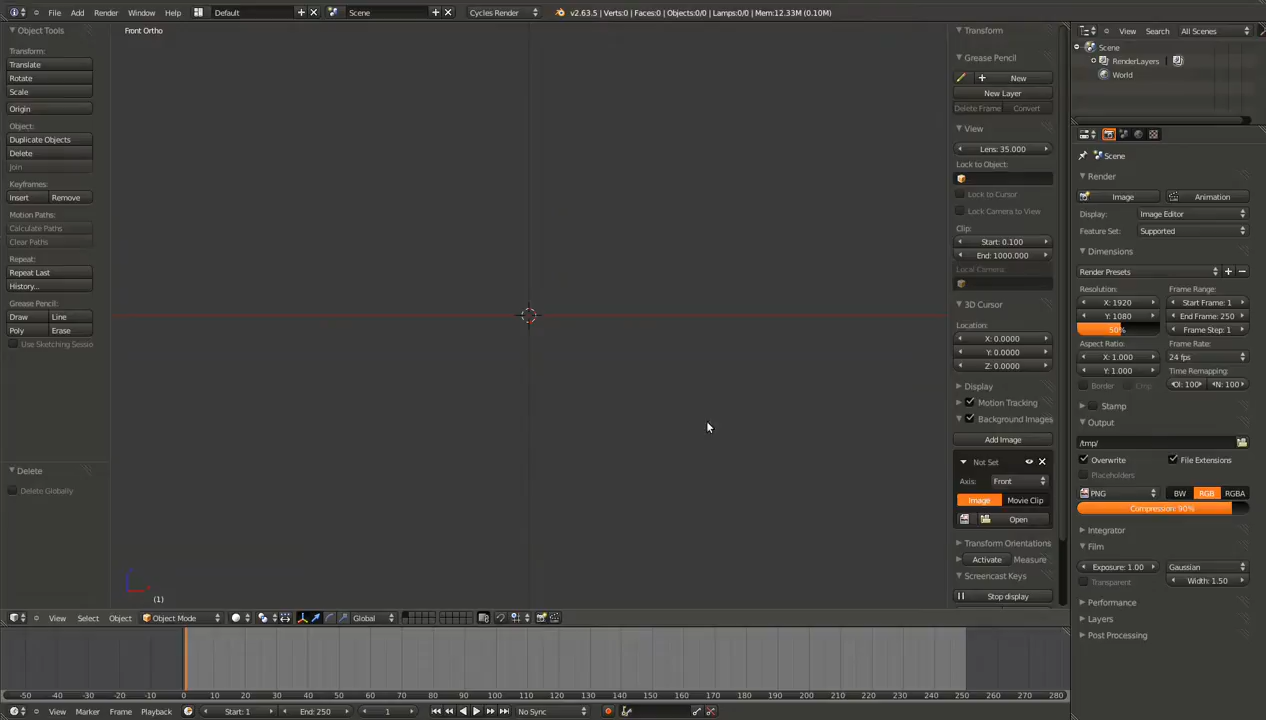 File Add Render Window Help Default Scene Cycles Render v2.63.5 | Verts:0 | Faces:0 | Objects:0/0 | Lamps:0/0 | Mem:12.33M (0.10M)
Object Tools
Transform:
Translate
Rotate
Scale
Origin
Object:
Duplicate Objects
Delete
Join
Keyframes:
Insert Remove
Motion Paths:
Calculate Paths
Clear Paths
Repeat:
Repeat Last
History...
Grease Pencil:
Draw Line
Poly Erase
Use Sketching Sessio
Delete
Delete Globally
Front Ortho
(1)
Transform
Grease Pencil
New
New Layer
Delete Frame Convert
View
Lens: 35.000
Lock to Object:
Lock to Cursor
Lock Camera to View
Clip:
Start: 0.100
End: 1000.000
Local Camera:
3D Cursor
Location:
X: 0.0000
Y: 0.0000
Z: 0.0000
Display
Motion Tracking
Background Images
Add Image
Not Set
Axis: Front
Image Movie Clip
Open
Transform Orientations
Activate Measure
Screencast Keys
Stop display
View Search All Scenes
Scene
RenderLayers
World
Scene
Render
Image Animation
Display: Image Editor
Feature Set: Supported
Dimensions
Render Presets
Resolution: Frame Range:
X: 1920 Start Frame: 1
Y: 1080 End Frame: 250
50% Frame Step: 1
Aspect Ratio: Frame Rate:
X: 1.000 24 fps
Y: 1.000 Time Remapping:
Border Crop O: 100 N: 100
Stamp
Output
/tmp/
Overwrite File Extensions
Placeholders
PNG BW RGB RGBA
Compression: 90%
Integrator
Film
Exposure: 1.00 Gaussian
Transparent Width: 1.50
Performance
Layers
Post Processing
View Select Object Object Mode Global
-50 -40 -30 -20 -10 0 10 20 30 40 50 60 70 80 90 100 110 120 130 140 150 160 170 180 190 200 210 220 230 240 250 260 270 280
View Marker Frame Playback Start: 1 End: 250 1 No Sync